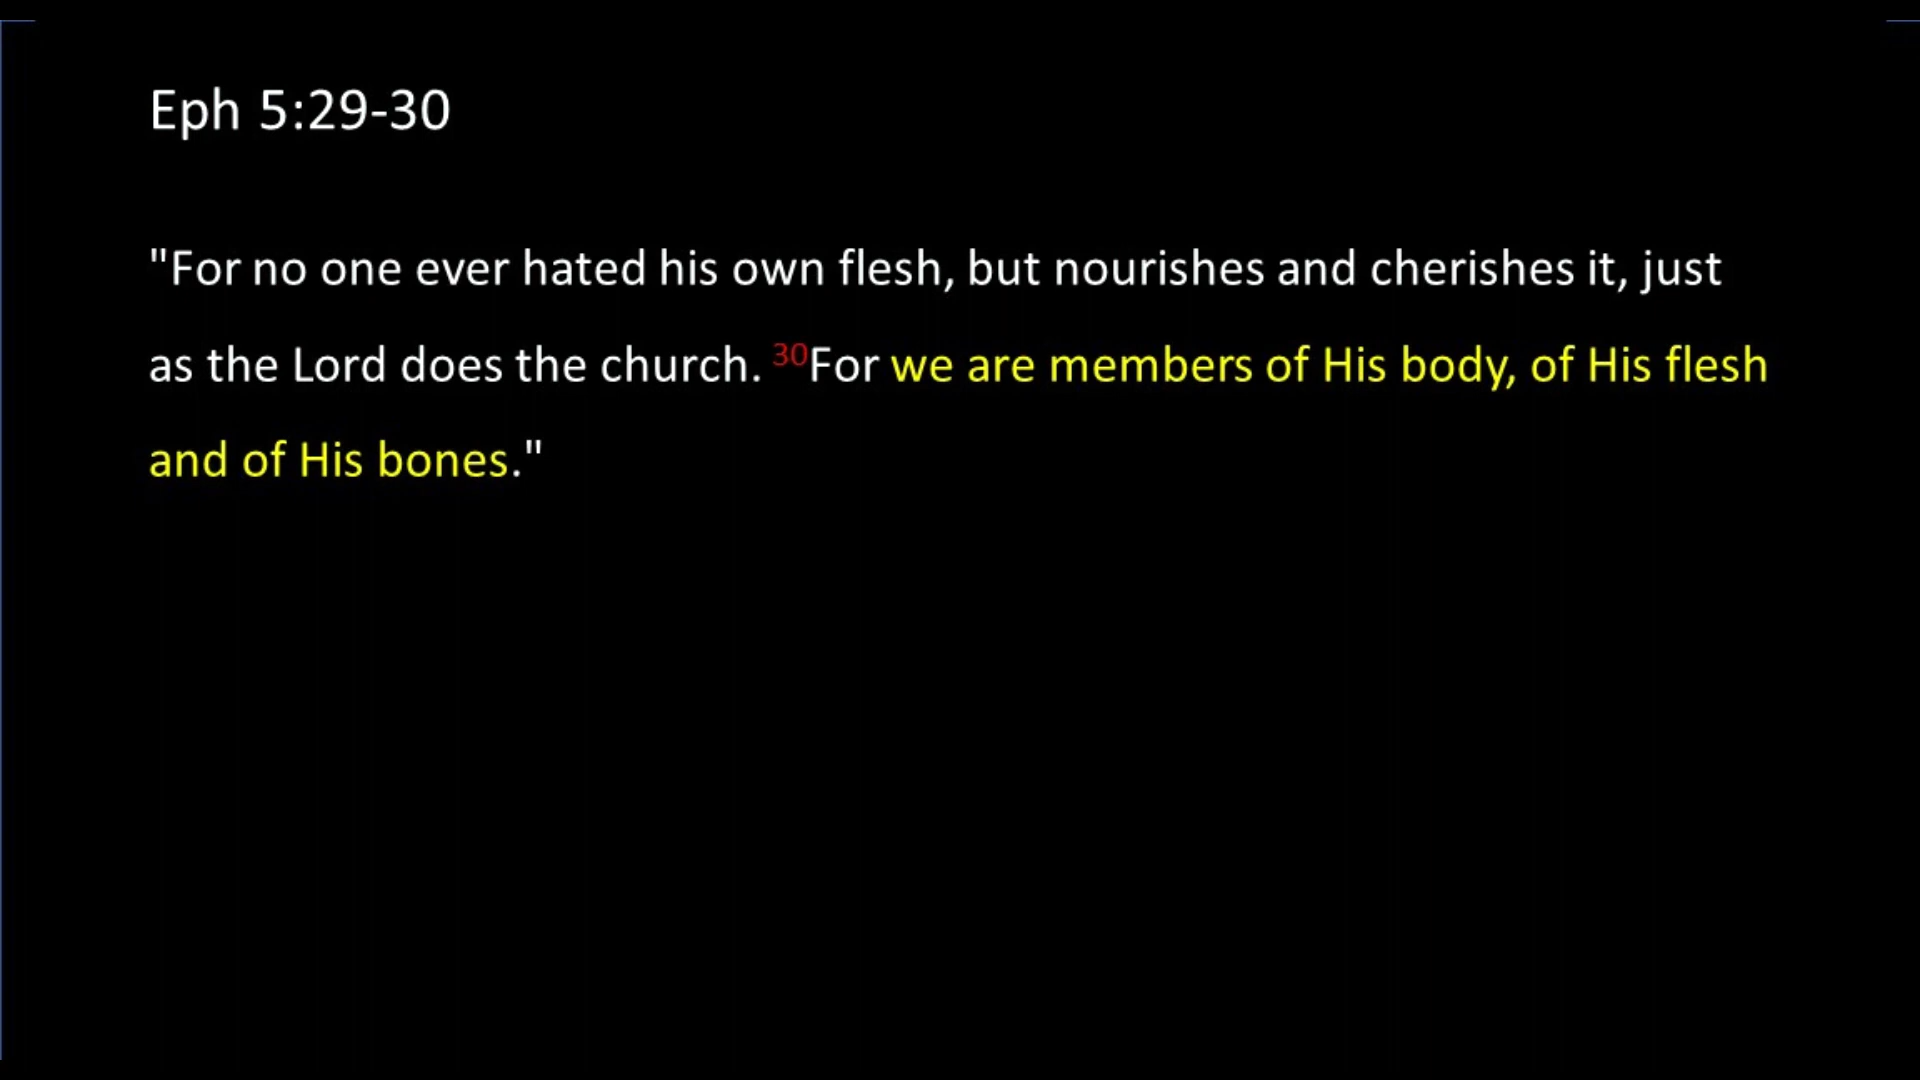 Eph 5:29-30
"For no one ever hated his own flesh, but nourishes and cherishes it, just
as the Lord does the church. 30For we are members of His body, of His flesh
and of His bones."